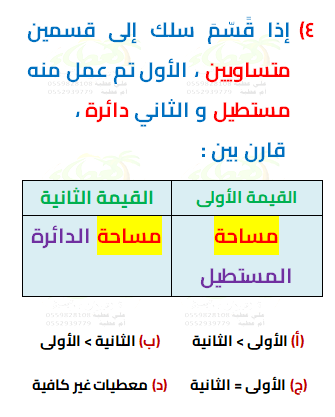 ٤) إذا قًسِّمَ سلك إلى قسمين
متساويين ، الأول تم عمل منه
مستطيل و الثاني دائرة ،
قارن بين :
القيمة الأولى
القيمة الثانية
مساحة المستطيل
مساحة الدائرة
(أ) الأولى > الثانية
(ب) الثانية > الأولى
(ج) الأولى = الثانية
(د) معطيات غير كافية